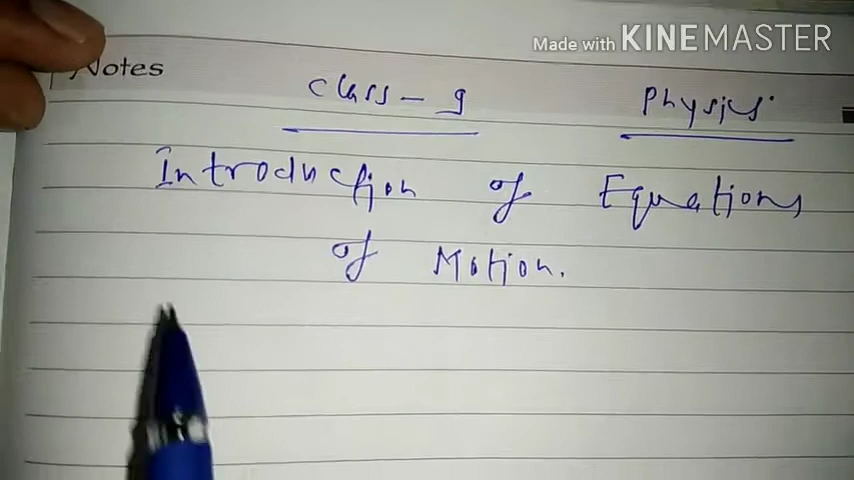 Made with KINEMASTER
Notes
Class - 9 Physics.
Introduction of Equations
of Motion.